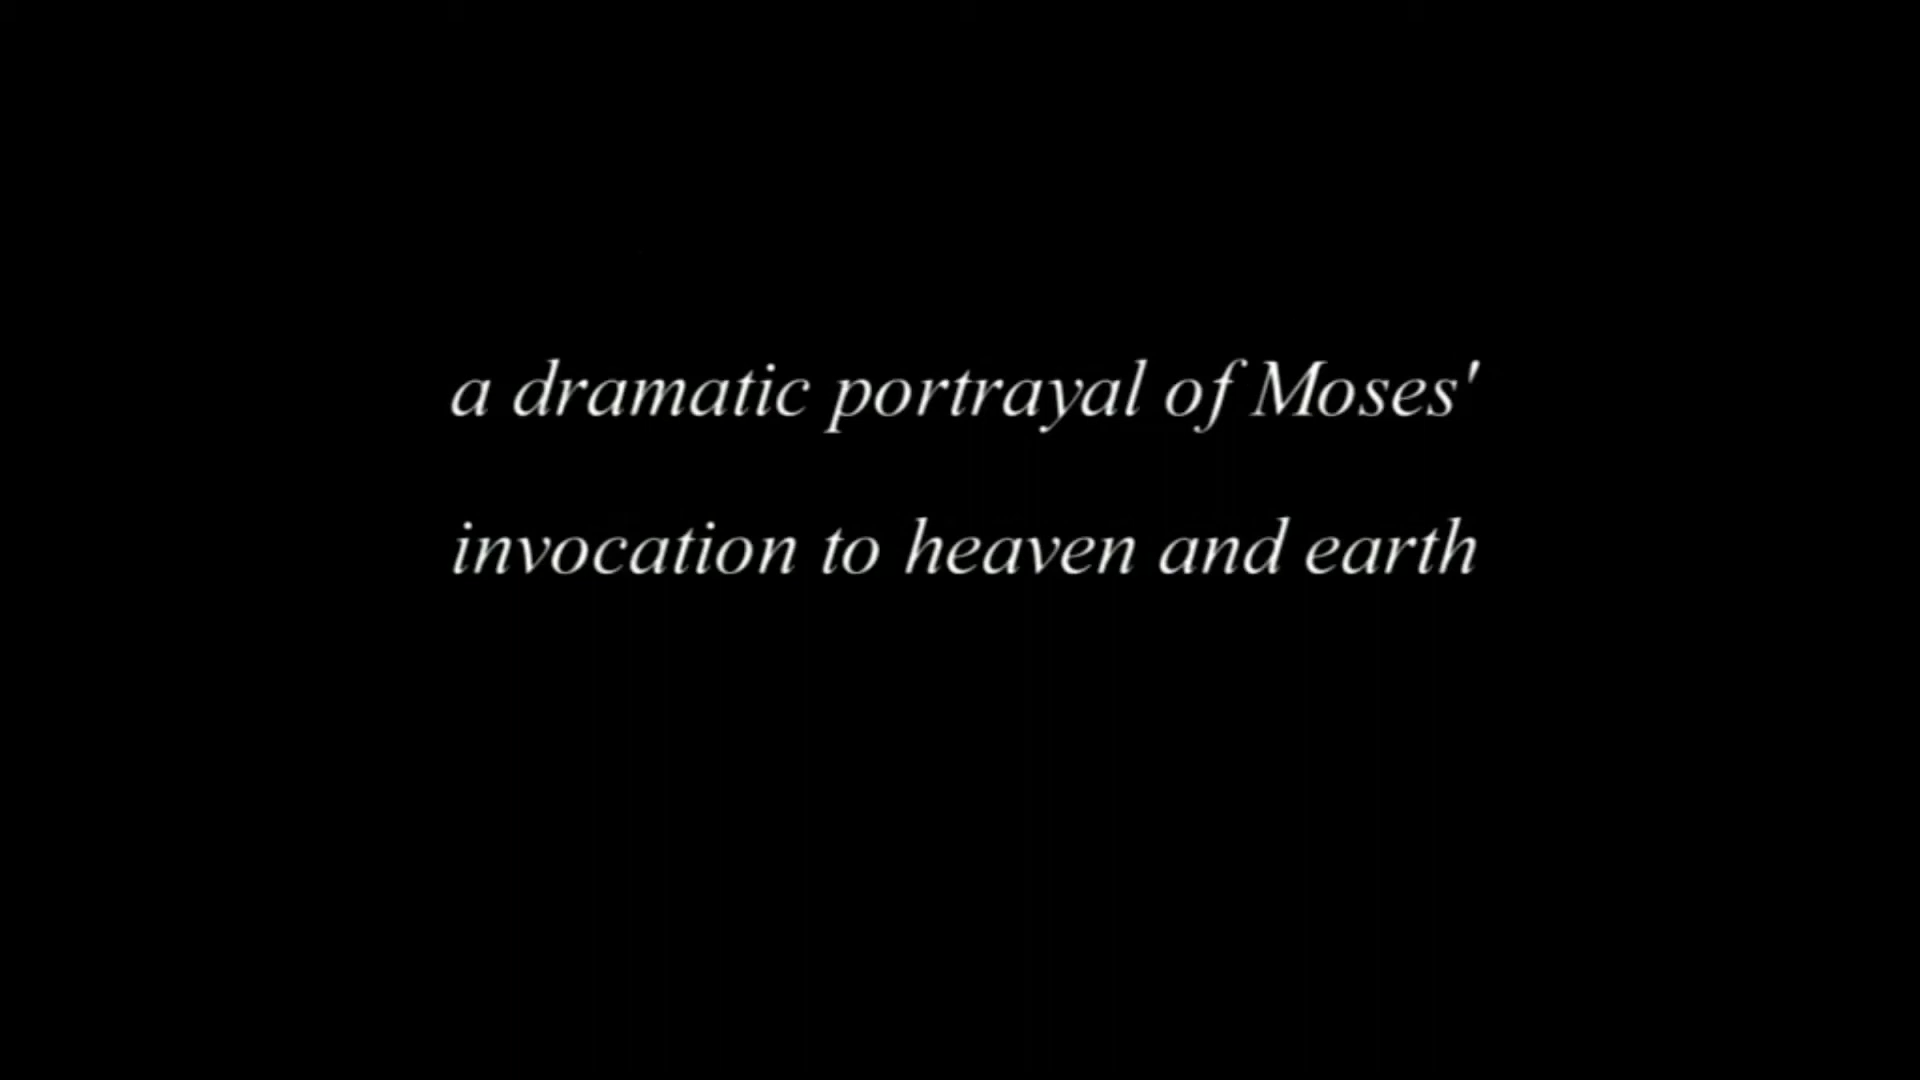 a dramatic portrayal of Moses'
invocation to heaven and earth